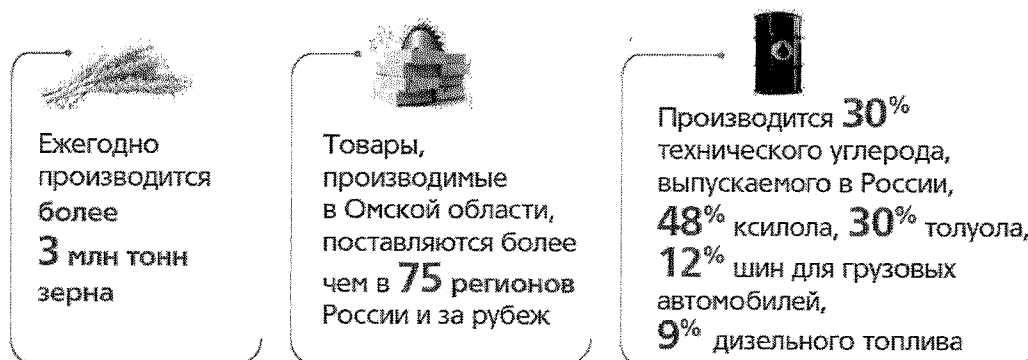 Ежегодно
производится
более
3 млн тонн
зерна
Товары,
производимые
в Омской области,
поставляются более
чем в 75 регионов
России и за рубеж
Производится 30%
технического углерода,
выпускаемого в России,
48% ксилола, 30% толуола,
12% шин для грузовых
автомобилей,
9% дизельного топлива